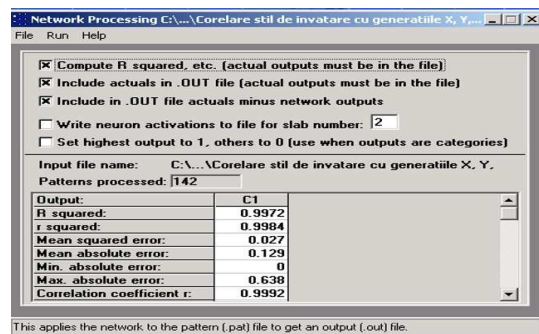 Network Processing C:\...\Corelare stil de invatare cu generatiile X, Y,...
File Run Help
Compute R squared, etc. (actual outputs must be in the file)
Include actuals in .OUT file (actual outputs must be in the file)
Include in .OUT file actuals minus network outputs
Write neuron activations to file for slab number: 2
Set highest output to 1, others to 0 (use when outputs are categories)
Input file name: C:\...\Corelare stil de invatare cu generatiile X, Y,
Patterns processed: 142
Output: C1
R squared: 0.9972
r squared: 0.9984
Mean squared error: 0.027
Mean absolute error: 0.129
Min. absolute error: 0
Max. absolute error: 0.638
Correlation coefficient r: 0.9992
This applies the network to the pattern (.pat) file to get an output (.out) file.